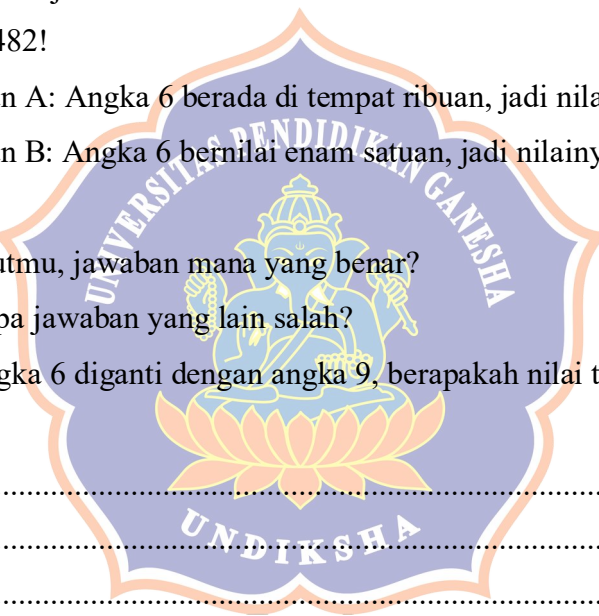 482!
n A: Angka 6 berada di tempat ribuan, jadi nila
n B: Angka 6 bernilai enam satuan, jadi nilainy
UNIVERSITAS PENDIDIKAN GANESHA
utmu, jawaban mana yang benar?
pa jawaban yang lain salah?
gka 6 diganti dengan angka 9, berapakah nilai t
..........................................................................
..........................................................................
UNDIKSHA
..........................................................................